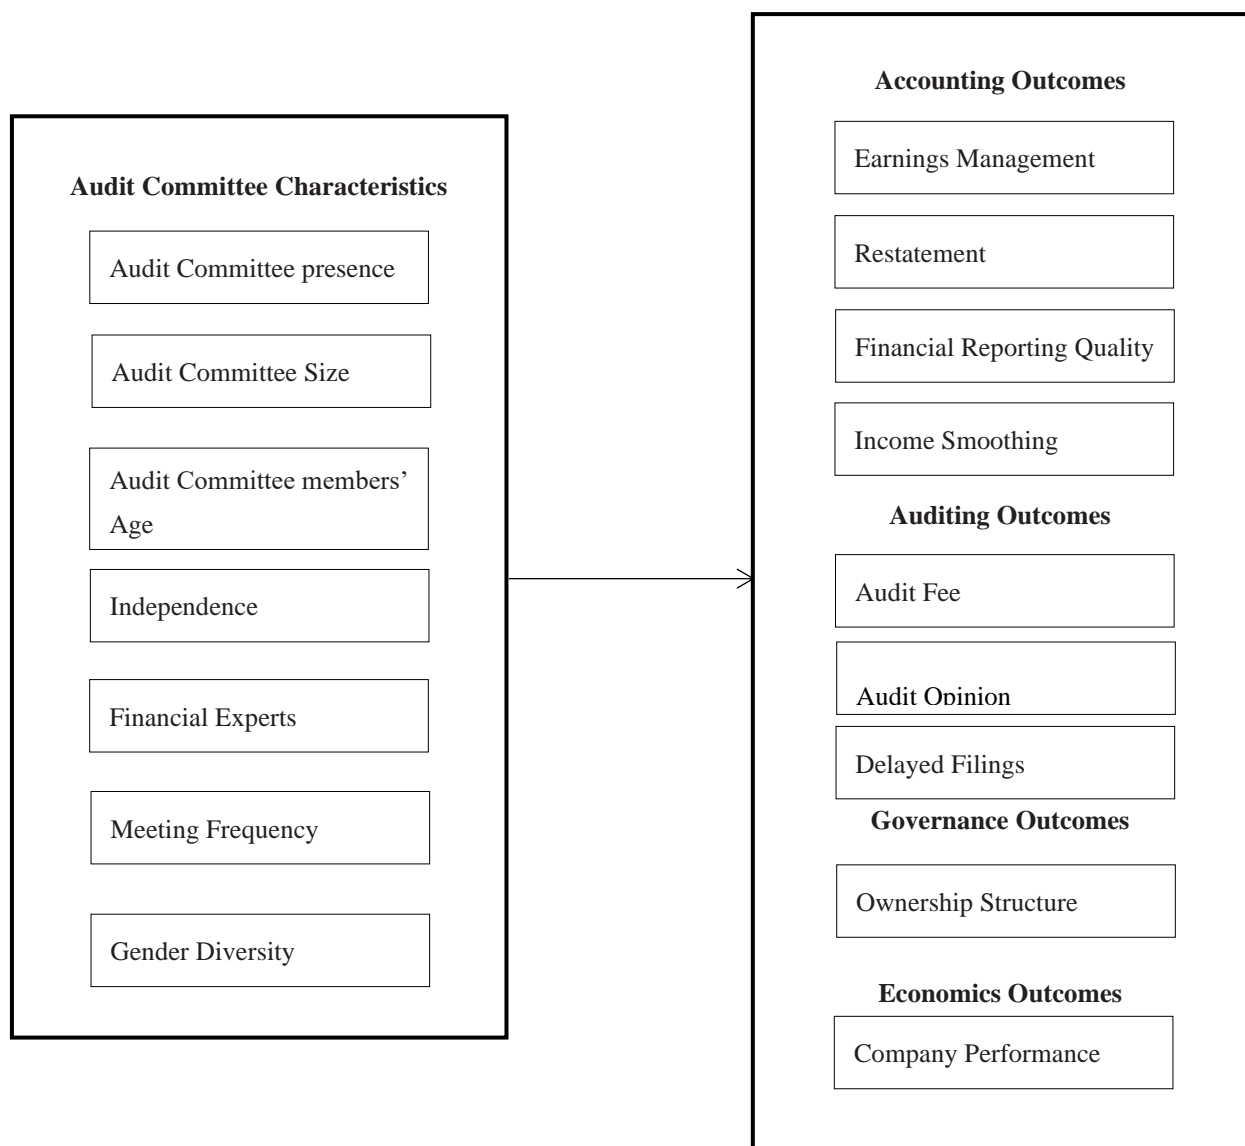 Audit Committee Characteristics
Audit Committee presence
Audit Committee Size
Audit Committee members’
Age
Independence
Financial Experts
Meeting Frequency
Gender Diversity
Accounting Outcomes
Earnings Management
Restatement
Financial Reporting Quality
Income Smoothing
Auditing Outcomes
Audit Fee
Audit Opinion
Delayed Filings
Governance Outcomes
Ownership Structure
Economics Outcomes
Company Performance